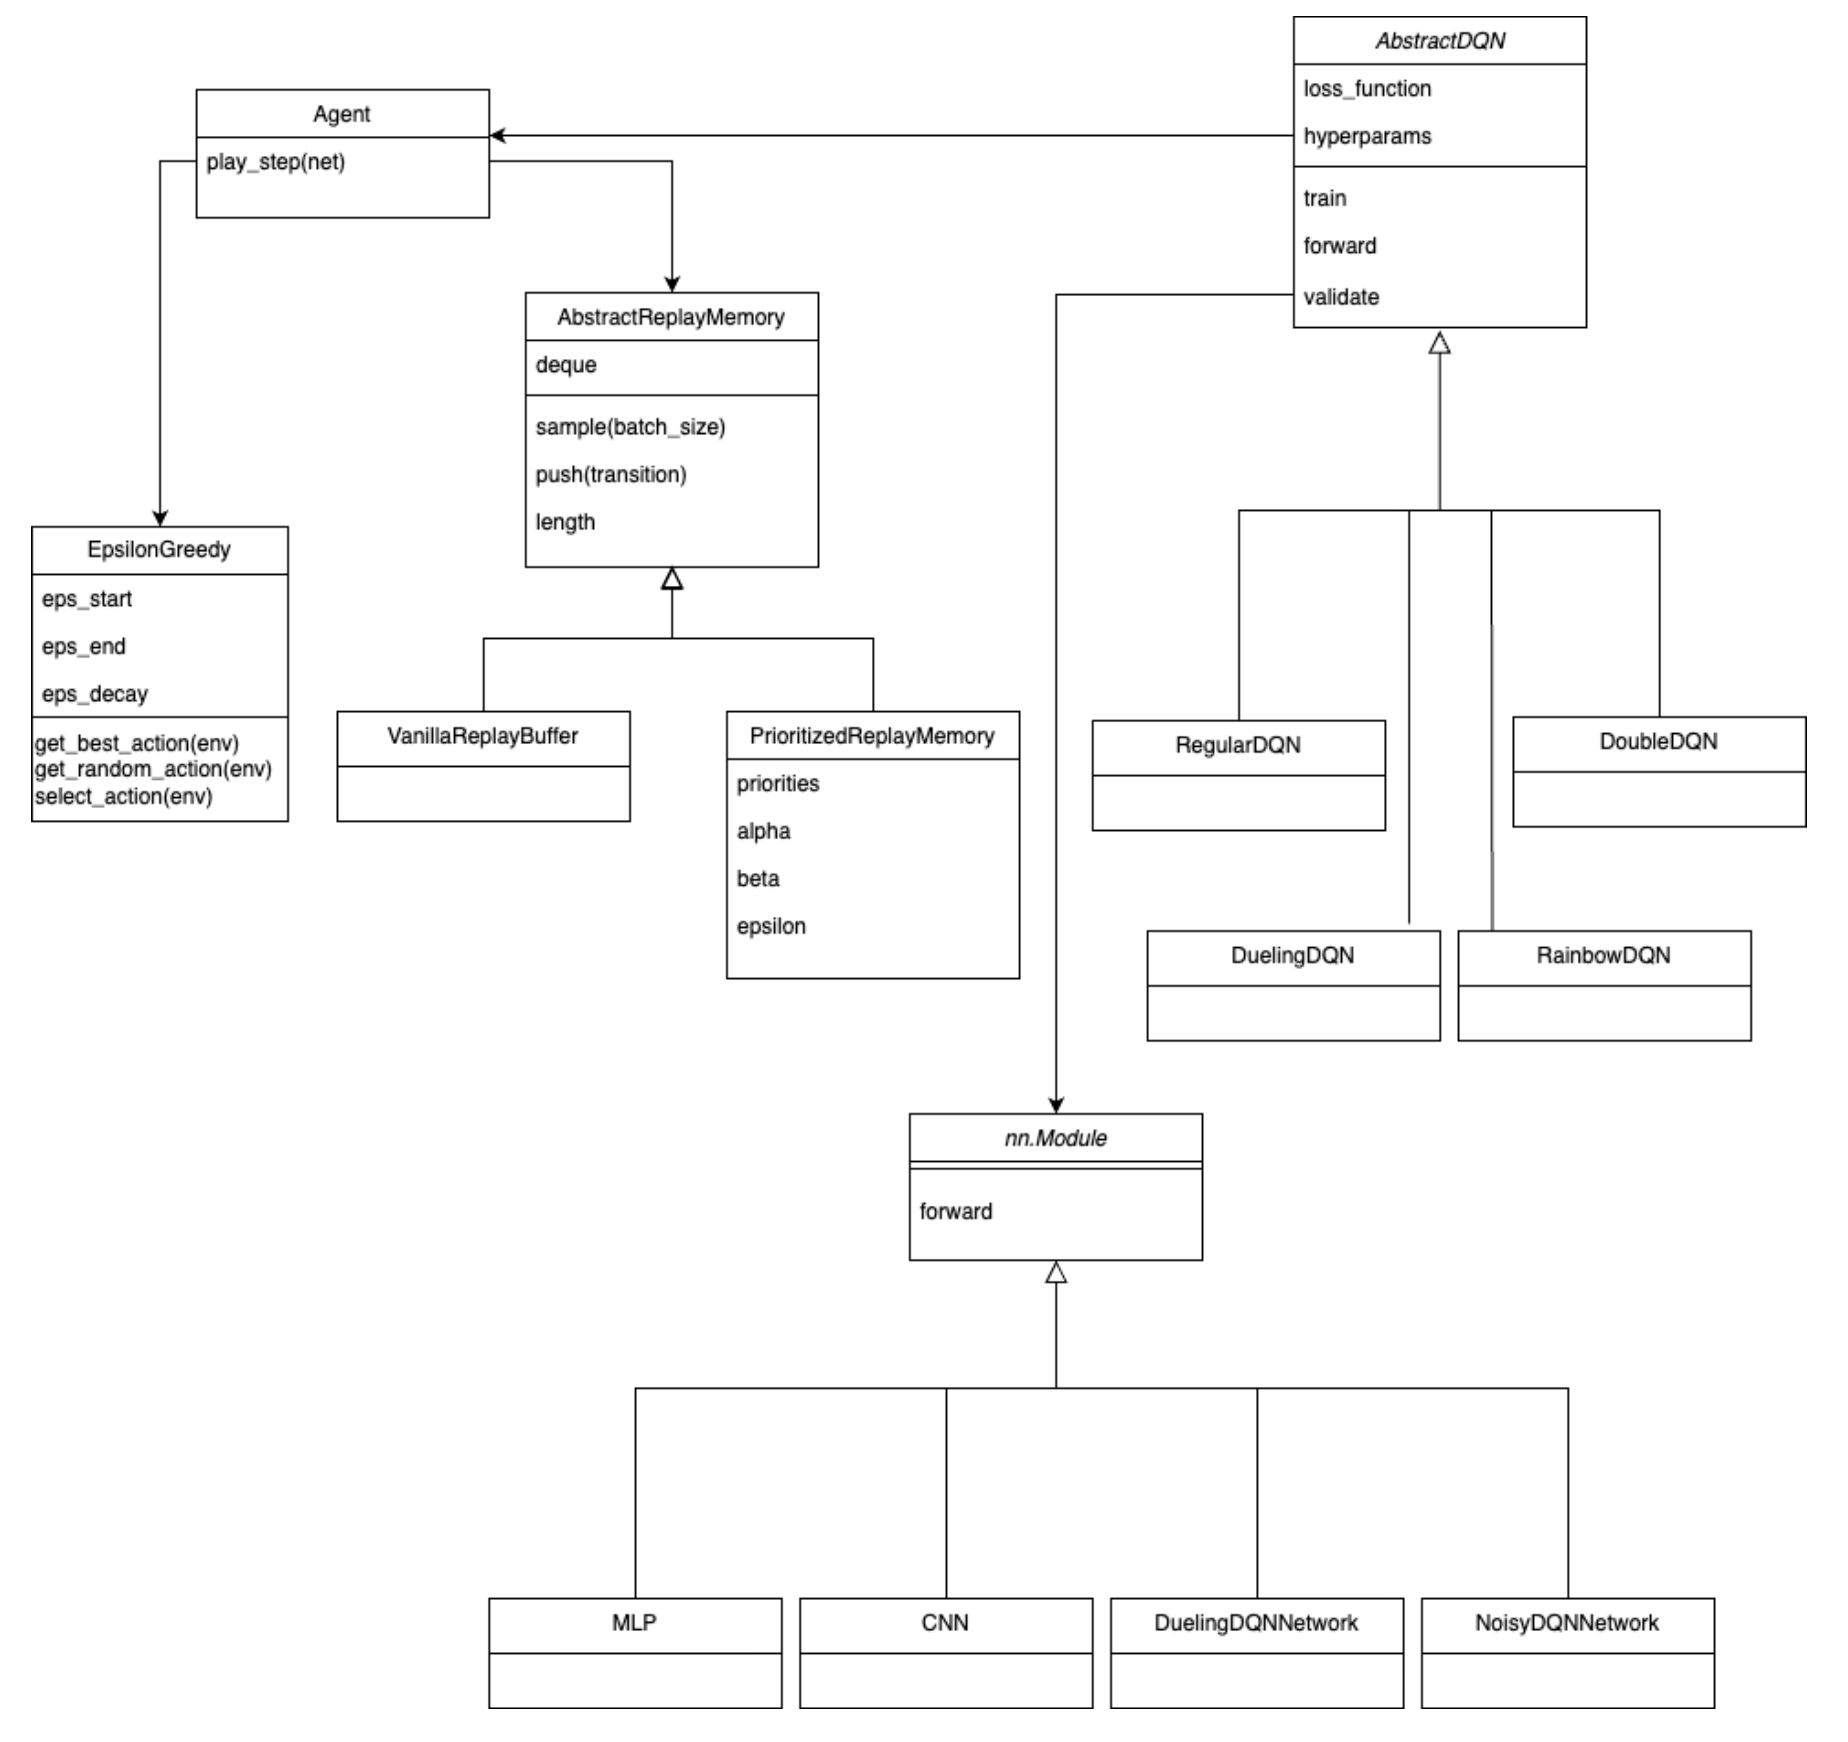 AbstractDQN
loss_function
hyperparams
train
forward
validate
Agent
play_step(net)
AbstractReplayMemory
deque
sample(batch_size)
push(transition)
length
EpsilonGreedy
eps_start
eps_end
eps_decay
get_best_action(env)
get_random_action(env)
select_action(env)
VanillaReplayBuffer
PrioritizedReplayMemory
priorities
alpha
beta
epsilon
RegularDQN
DoubleDQN
DuelingDQN
RainbowDQN
nn.Module
forward
MLP
CNN
DuelingDQNNetwork
NoisyDQNNetwork